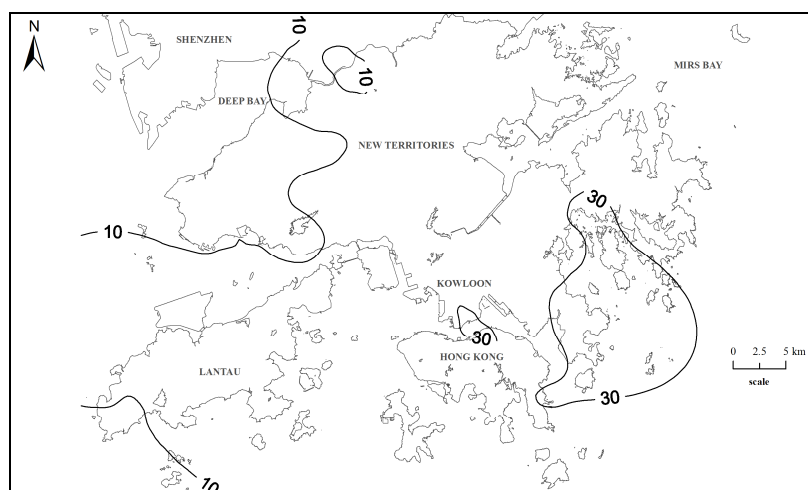 N
SHENZHEN
10
10
MIRS BAY
DEEP BAY
NEW TERRITORIES
30
10
KOWLOON
30
HONG KONG
0 2.5 5 km
scale
LANTAU
30
10